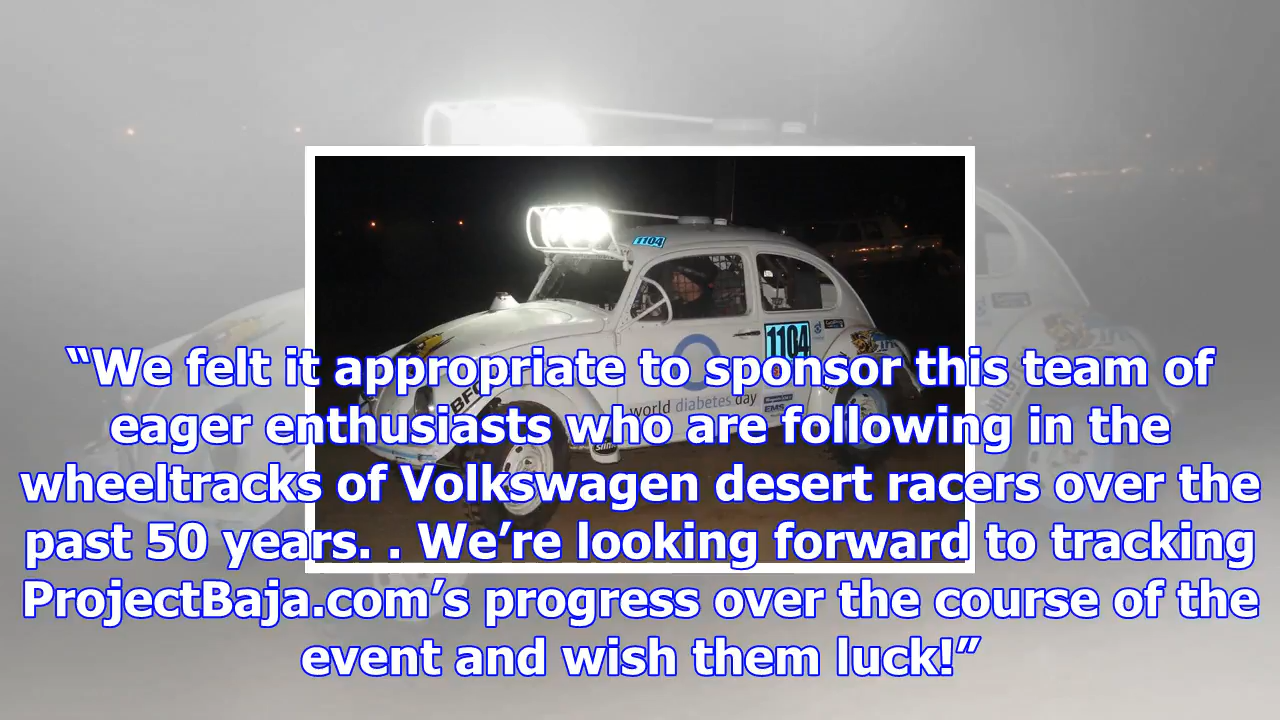 1104
1104
BFG
world diabetes day
EMS
“We felt it appropriate to sponsor this team of
eager enthusiasts who are following in the
wheeltracks of Volkswagen desert racers over the
past 50 years. . We’re looking forward to tracking
ProjectBaja.com’s progress over the course of the
event and wish them luck!”